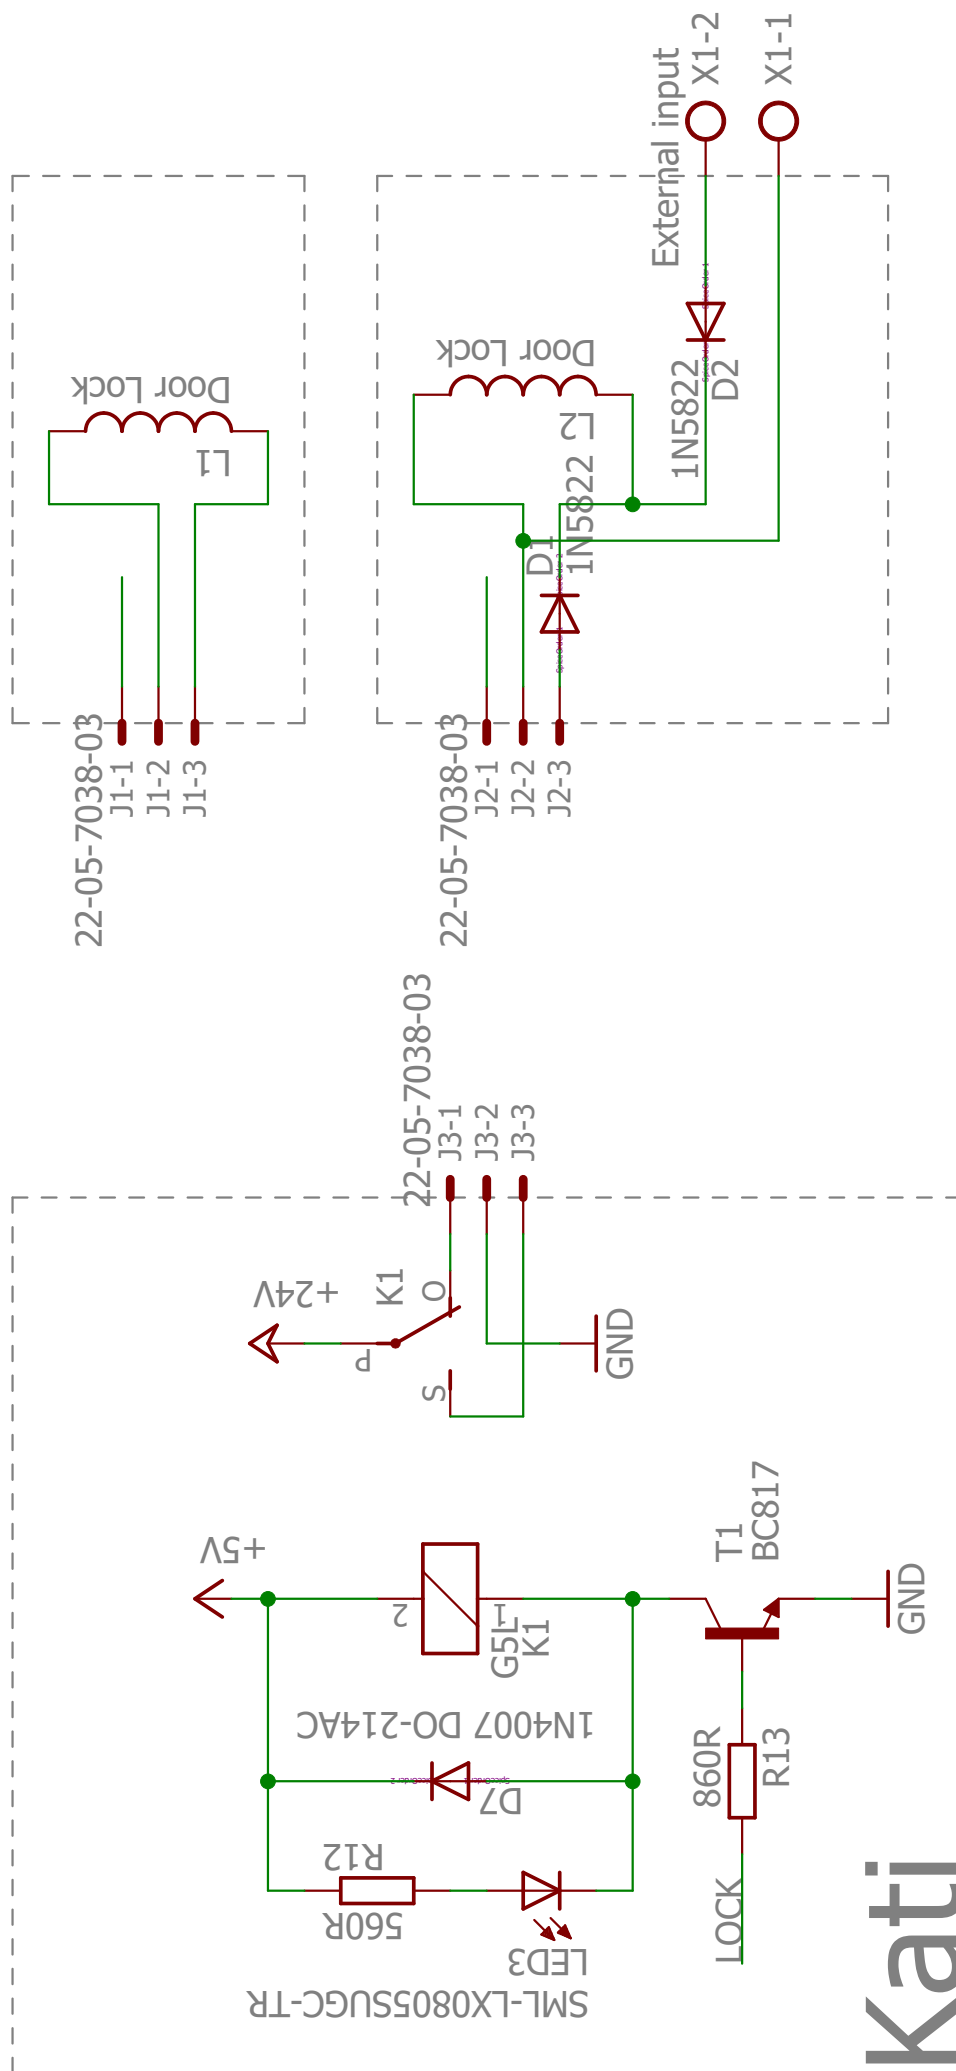 X1-2
X1-1
External input
Door Lock
L1
Door Lock
L2
1N5822
D2
D1
1N5822
22-05-7038-03
J1-1
J1-2
J1-3
22-05-7038-03
J2-1
J2-2
J2-3
22-05-7038-03
J3-1
J3-2
J3-3
+24V
K1
P
O
S
GND
+5V
2
1
G5L
K1
T1
BC817
GND
1N4007 DO-214AC
D7
R12
560R
860R
R13
LED3
SML-LX0805SUGC-TR
LOCK
Kati